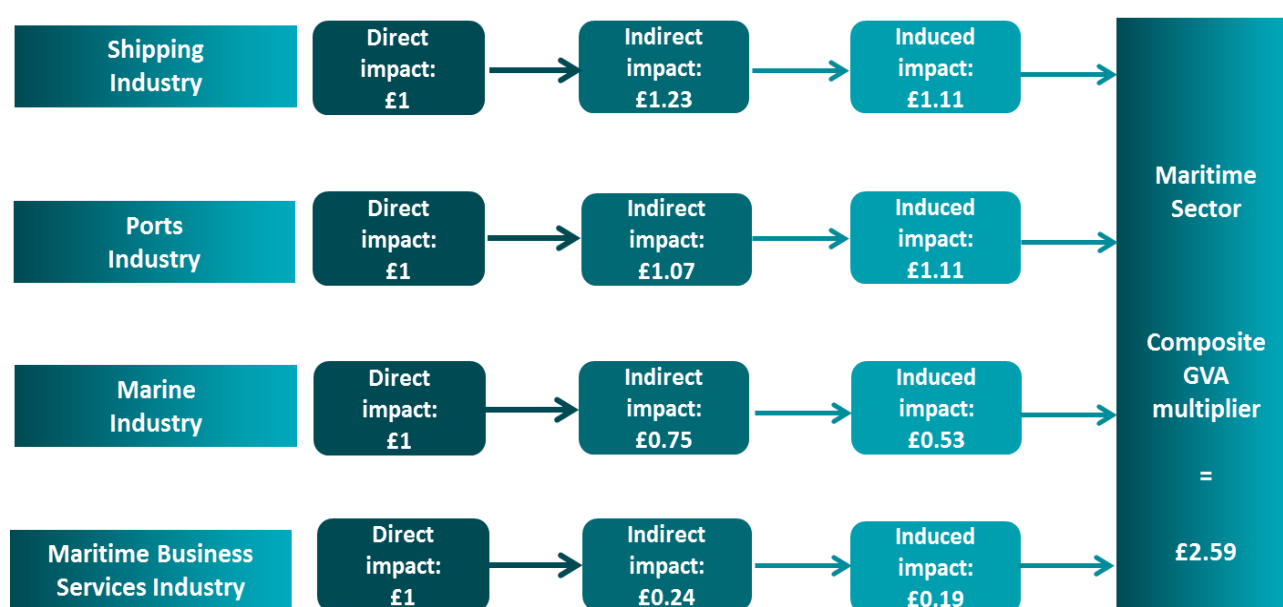 Shipping
Industry
Direct
impact:
£1
Indirect
impact:
£1.23
Induced
impact:
£1.11
Ports
Industry
Direct
impact:
£1
Indirect
impact:
£1.07
Induced
impact:
£1.11
Marine
Industry
Direct
impact:
£1
Indirect
impact:
£0.75
Induced
impact:
£0.53
Maritime Business
Services Industry
Direct
impact:
£1
Indirect
impact:
£0.24
Induced
impact:
£0.19
Maritime
Sector
Composite
GVA
multiplier
=
£2.59